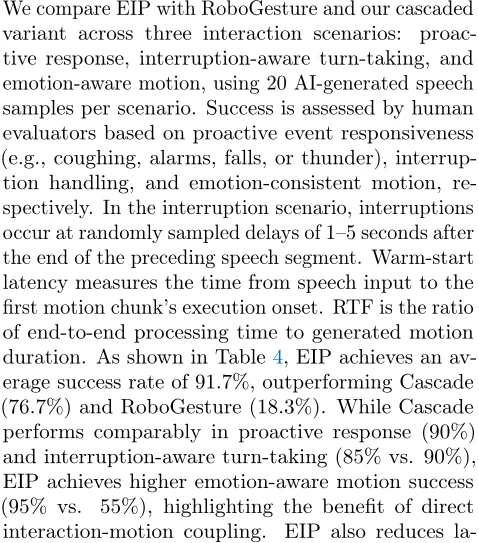 We compare EIP with RoboGesture and our cascaded
variant across three interaction scenarios: proac-
tive response, interruption-aware turn-taking, and
emotion-aware motion, using 20 AI-generated speech
samples per scenario. Success is assessed by human
evaluators based on proactive event responsiveness
(e.g., coughing, alarms, falls, or thunder), interrup-
tion handling, and emotion-consistent motion, re-
spectively. In the interruption scenario, interruptions
occur at randomly sampled delays of 1–5 seconds after
the end of the preceding speech segment. Warm-start
latency measures the time from speech input to the
first motion chunk's execution onset. RTF is the ratio
of end-to-end processing time to generated motion
duration. As shown in Table 4, EIP achieves an av-
erage success rate of 91.7%, outperforming Cascade
(76.7%) and RoboGesture (18.3%). While Cascade
performs comparably in proactive response (90%)
and interruption-aware turn-taking (85% vs. 90%),
EIP achieves higher emotion-aware motion success
(95% vs. 55%), highlighting the benefit of direct
interaction-motion coupling. EIP also reduces la-